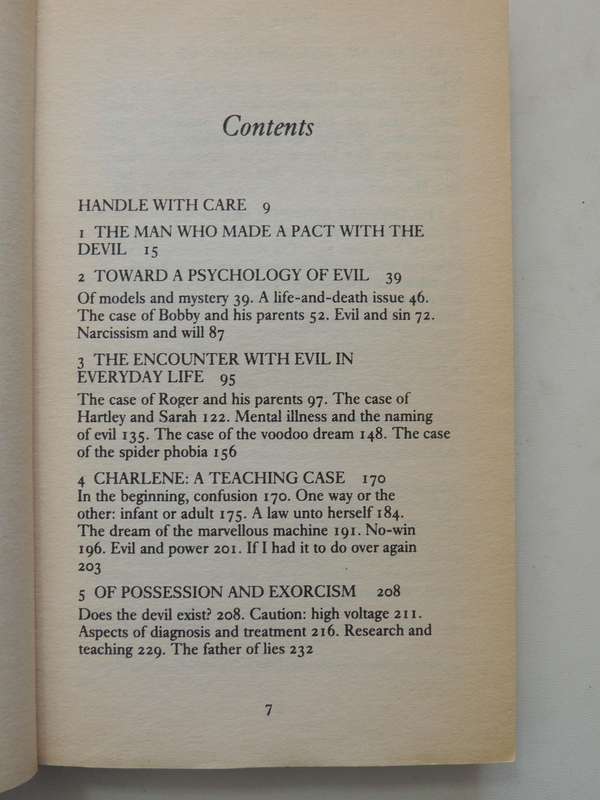 Contents
HANDLE WITH CARE 9
1 THE MAN WHO MADE A PACT WITH THE
DEVIL 15
2 TOWARD A PSYCHOLOGY OF EVIL 39
Of models and mystery 39. A life-and-death issue 46.
The case of Bobby and his parents 52. Evil and sin 72.
Narcissism and will 87
3 THE ENCOUNTER WITH EVIL IN
EVERYDAY LIFE 95
The case of Roger and his parents 97. The case of
Hartley and Sarah 122. Mental illness and the naming
of evil 135. The case of the voodoo dream 148. The case
of the spider phobia 156
4 CHARLENE: A TEACHING CASE 170
In the beginning, confusion 170. One way or the
other: infant or adult 175. A law unto herself 184.
The dream of the marvellous machine 191. No-win
196. Evil and power 201. If I had it to do over again
203
5 OF POSSESSION AND EXORCISM 208
Does the devil exist? 208. Caution: high voltage 211.
Aspects of diagnosis and treatment 216. Research and
teaching 229. The father of lies 232
7